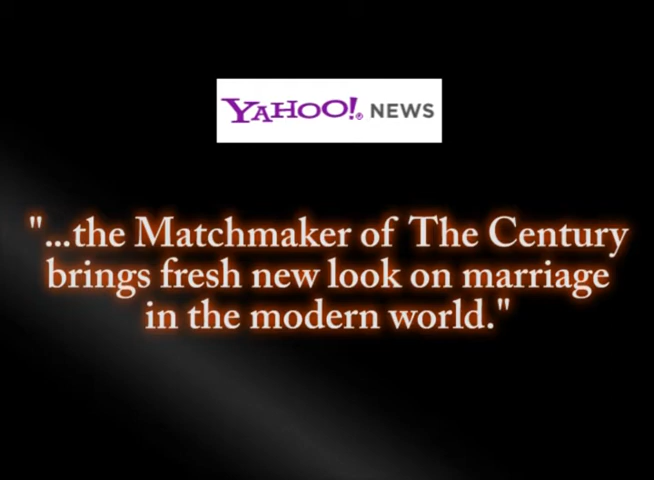 YAHOO!® NEWS
"...the Matchmaker of The Century
brings fresh new look on marriage
in the modern world."